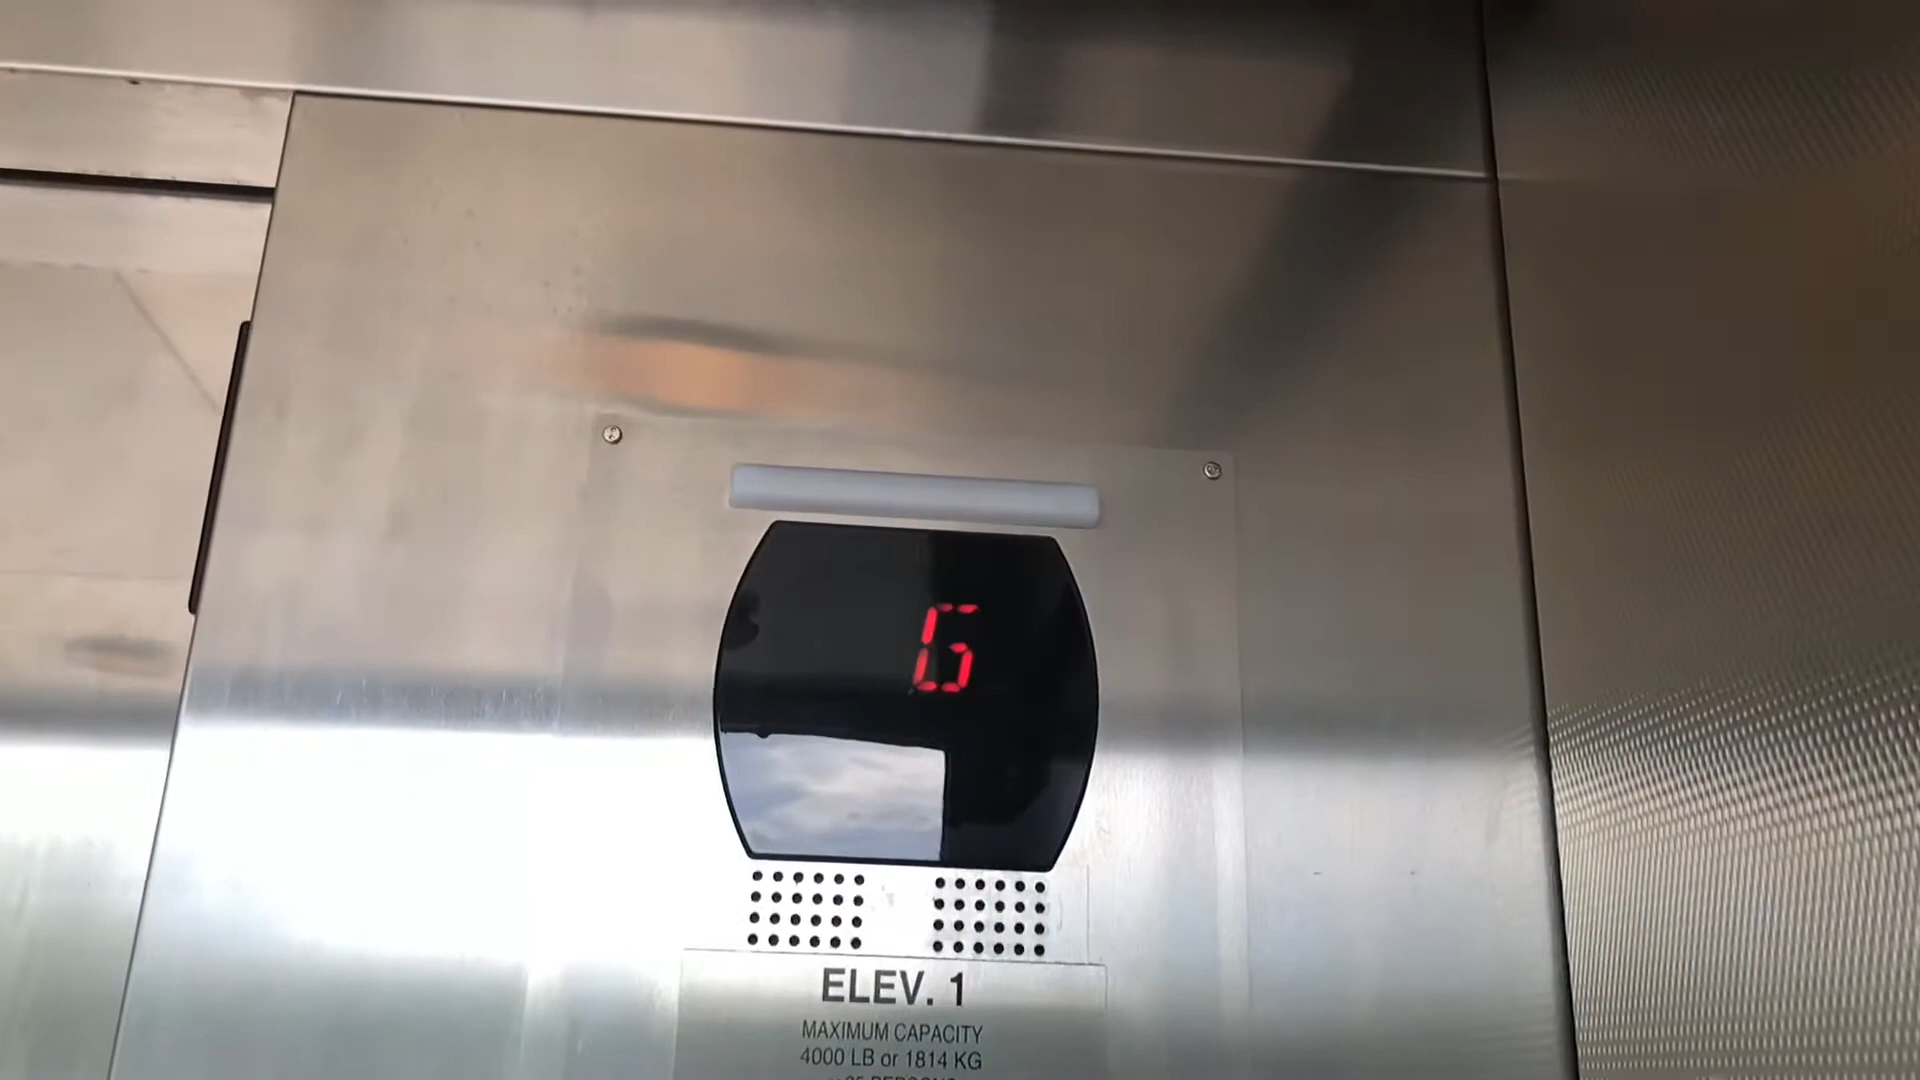 G
ELEV. 1
MAXIMUM CAPACITY
4000 LB or 1814 KG